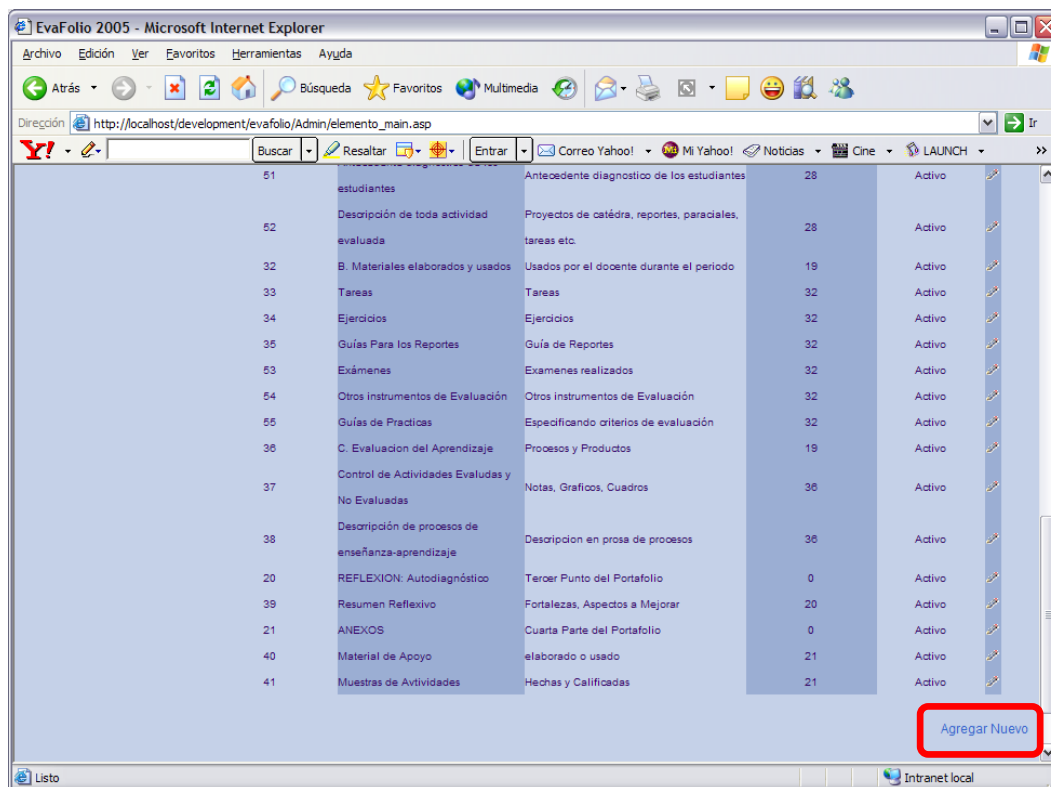 EvaFolio 2005 - Microsoft Internet Explorer
Archivo Edición Ver Favoritos Herramientas Ayuda
Atrás Búsqueda Favoritos Multimedia
Dirección http://localhost/development/evafolio/Admin/elemento_main.asp Ir
Y! Buscar Resaltar Entrar Correo Yahoo! Mi Yahoo! Noticias Cine LAUNCH »
51 estudiantes Antecedente diagnostico de los estudiantes 28 Activo
Descripción de toda actividad Proyectos de catédra, reportes, paraciales,
52 28 Activo
evaluada tareas etc.
32 B. Materiales elaborados y usados Usados por el docente durante el periodo 19 Activo
33 Tareas Tareas 32 Activo
34 Ejercicios Ejercicios 32 Activo
35 Guías Para los Reportes Guía de Reportes 32 Activo
53 Exámenes Examenes realizados 32 Activo
54 Otros instrumentos de Evaluación Otros instrumentos de Evaluación 32 Activo
55 Guías de Practicas Especificando criterios de evaluación 32 Activo
36 C. Evaluacion del Aprendizaje Procesos y Productos 19 Activo
Control de Actividades Evaludas y
37 Notas, Graficos, Cuadros 36 Activo
No Evaluadas
Descrripción de procesos de
38 Descripcion en prosa de procesos 36 Activo
enseñanza-aprendizaje
20 REFLEXION: Autodiagnóstico Tercer Punto del Portafolio 0 Activo
39 Resumen Reflexivo Fortalezas, Aspectos a Mejorar 20 Activo
21 ANEXOS Cuarta Parte del Portafolio 0 Activo
40 Material de Apoyo elaborado o usado 21 Activo
41 Muestras de Avtividades Hechas y Calificadas 21 Activo
Agregar Nuevo
Listo Intranet local